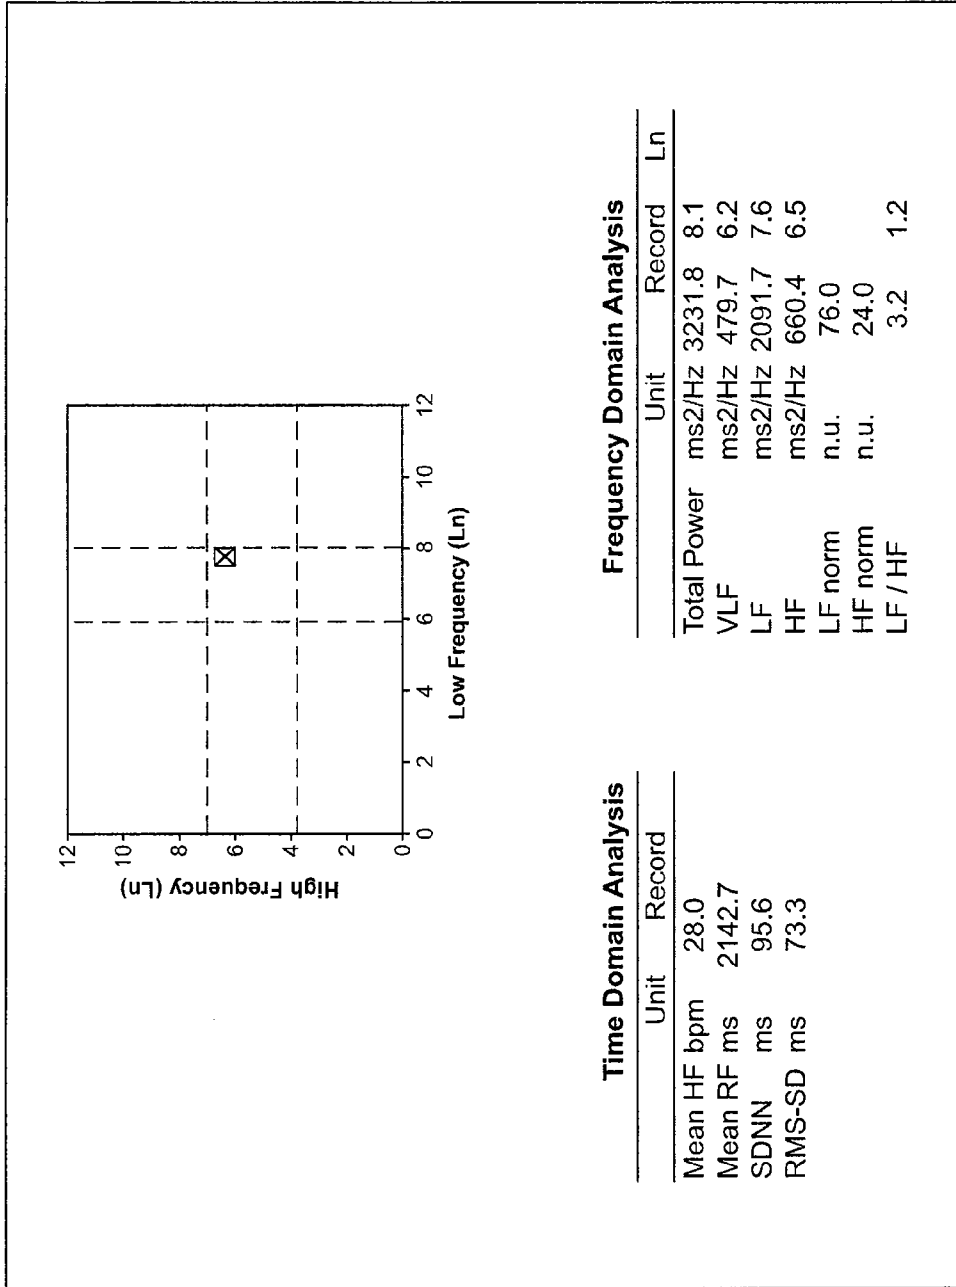 12
10
8
6
4
2
0
High Frequency (Ln)
0 2 4 6 8 10 12
Low Frequency (Ln)
Time Domain Analysis
Unit Record
Mean HF bpm 28.0
Mean RF ms 2142.7
SDNN ms 95.6
RMS-SD ms 73.3
Frequency Domain Analysis
Unit Record Ln
Total Power ms2/Hz 3231.8 8.1
VLF ms2/Hz 479.7 6.2
LF ms2/Hz 2091.7 7.6
HF ms2/Hz 660.4 6.5
LF norm n.u. 76.0
HF norm n.u. 24.0
LF / HF 3.2 1.2